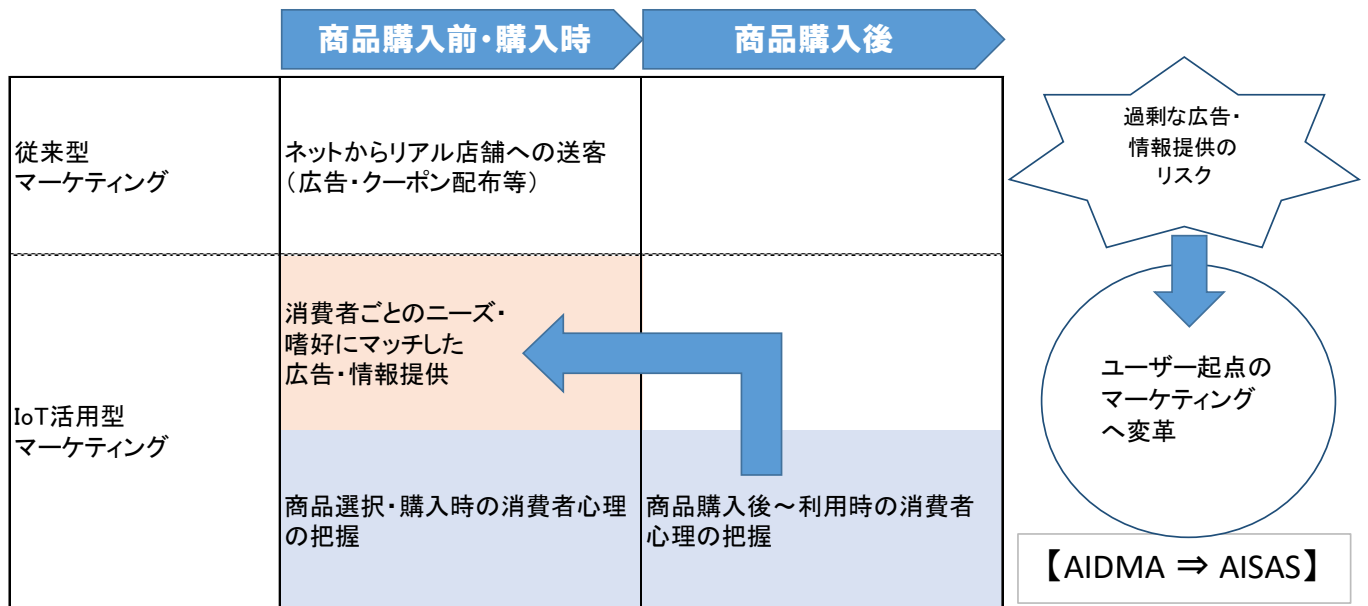 商品購入前・購入時
商品購入後
従来型
マーケティング
ネットからリアル店舗への送客
（広告・クーポン配布等）
過剰な広告・
情報提供の
リスク
IoT活用型
マーケティング
消費者ごとのニーズ・
嗜好にマッチした
広告・情報提供
商品選択・購入時の消費者心理
の把握
商品購入後～利用時の消費者
心理の把握
ユーザー起点の
マーケティング
へ変革
【AIDMA ⇒ AISAS】